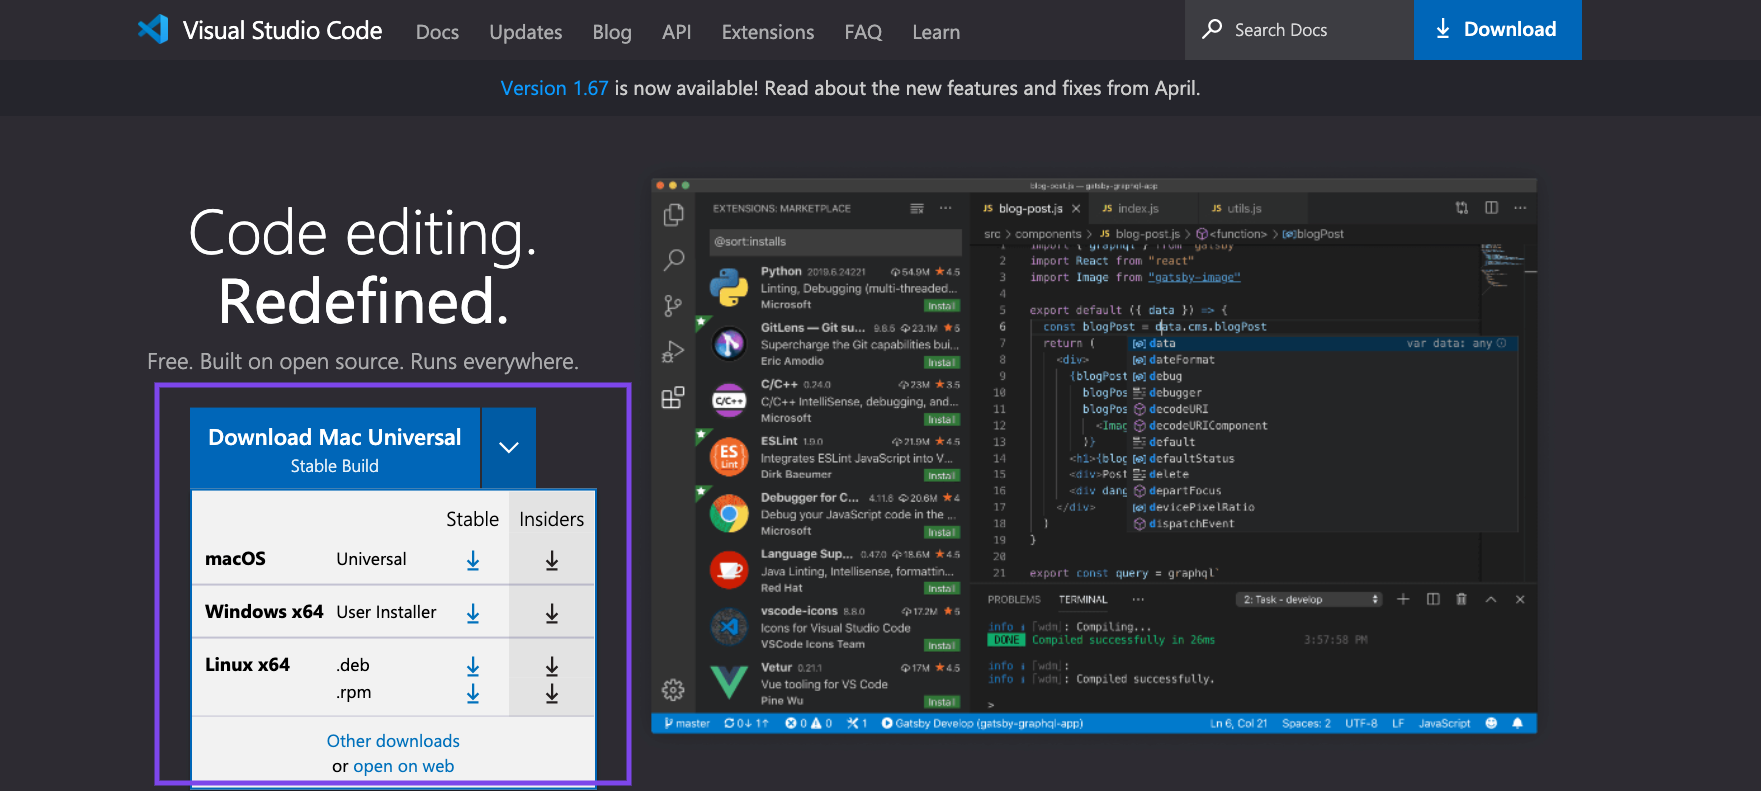 Visual Studio Code Docs Updates Blog API Extensions FAQ Learn Search Docs Download
Version 1.67 is now available! Read about the new features and fixes from April.
Code editing.
Redefined.
Free. Built on open source. Runs everywhere.
Download Mac Universal
Stable Build
Stable Insiders
macOS Universal
Windows x64 User Installer
Linux x64 .deb
.rpm
Other downloads
or open on web
blog-post.js — gatsby-graphql-app
EXTENSIONS: MARKETPLACE
@sort:installs
Python 2019.6.24221 54.9M 4.5
Linting, Debugging (multi-threaded...
Microsoft Install
GitLens — Git su... 9.8.5 23.1M 5
Supercharge the Git capabilities bui...
Eric Amodio Install
C/C++ 0.24.0 23M 3.5
C/C++
C/C++ IntelliSense, debugging, and...
Microsoft Install
ESLint 1.9.0 21.9M 4.5
ES
Lint
Integrates ESLint JavaScript into V...
Dirk Baeumer Install
Debugger for C... 4.11.6 20.6M 4
Debug your JavaScript code in the ...
Microsoft Install
Language Sup... 0.47.0 18.6M 4.5
Java Linting, Intellisense, formattin...
Red Hat Install
vscode-icons 8.8.0 17.2M 5
Icons for Visual Studio Code
VSCode Icons Team Install
Vetur 0.21.1 17M 4.5
Vue tooling for VS Code
Pine Wu Install
JS blog-post.js JS index.js JS utils.js
src > components > JS blog-post.js > <function> > blogPost
import { graphql } from "gatsby"
2 import React from "react"
3 import Image from "gatsby-image"
4
5 export default ({ data }) => {
6 const blogPost = data.cms.blogPost
7 return (
8 <div>
9 {blogPost
10 blogPos
11 blogPos
12 <Imag
13 )}
14 <h1>{blog
15 <div>Post
16 <div dang
17 </div>
18 )
19 }
20
21 export const query = graphql`
data var data: any
dateFormat
debug
debugger
decodeURI
decodeURIComponent
default
defaultStatus
delete
departFocus
devicePixelRatio
dispatchEvent
PROBLEMS TERMINAL ... 2: Task - develop
info [wdm]: Compiling...
DONE Compiled successfully in 26ms 3:57:58 PM
info [wdm]:
info [wdm]: Compiled successfully.
>
master 0↓ 1↑ 0 0 1 Gatsby Develop (gatsby-graphql-app) Ln 6, Col 21 Spaces: 2 UTF-8 LF JavaScript